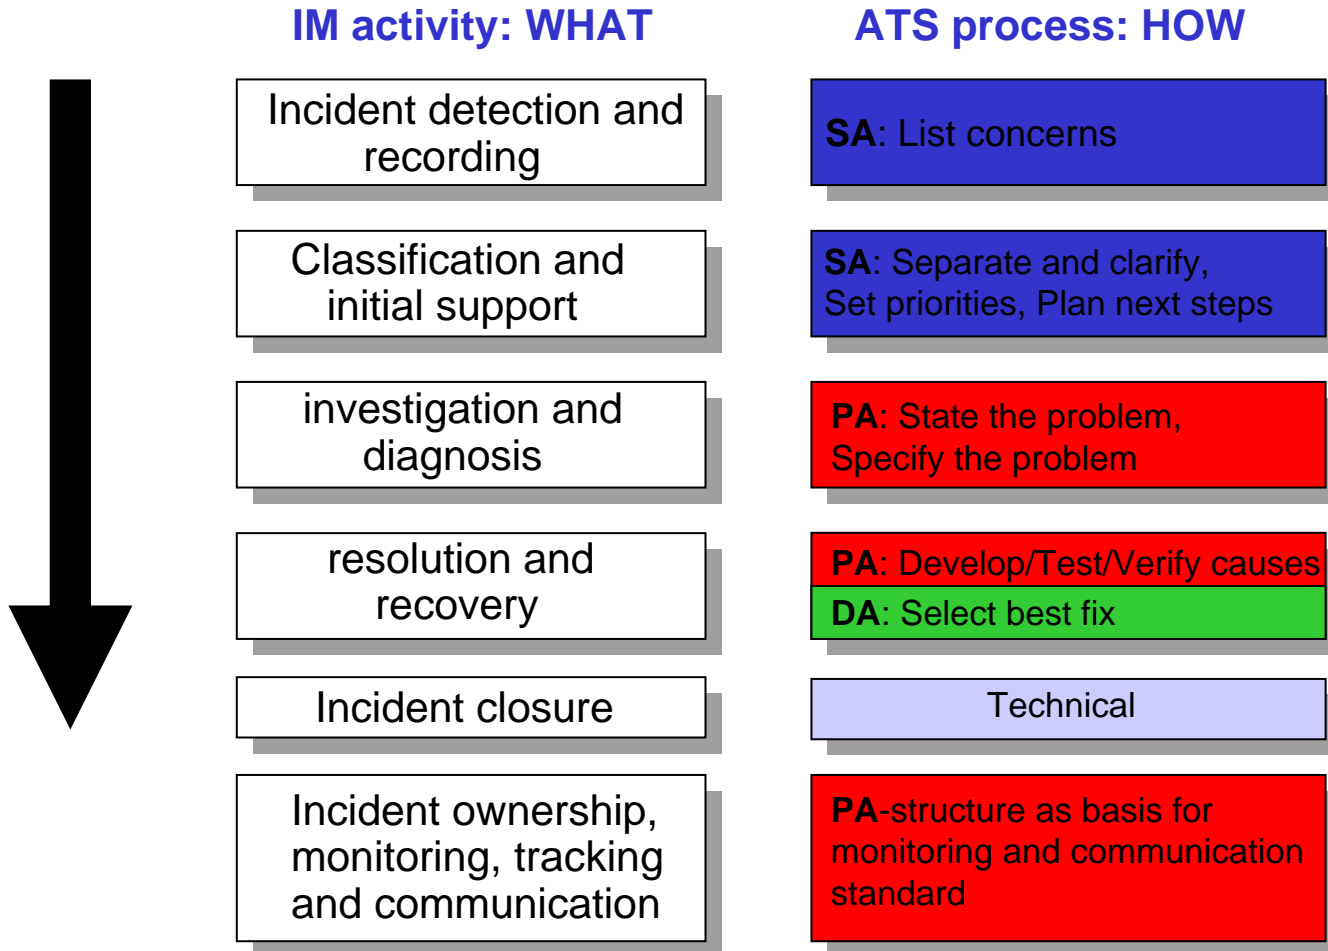 IM activity: WHAT
ATS process: HOW
Incident detection and
recording
SA: List concerns
Classification and
initial support
SA: Separate and clarify,
Set priorities, Plan next steps
investigation and
diagnosis
PA: State the problem,
Specify the problem
resolution and
recovery
PA: Develop/Test/Verify causes
DA: Select best fix
Incident closure
Technical
Incident ownership,
monitoring, tracking
and communication
PA-structure as basis for
monitoring and communication
standard